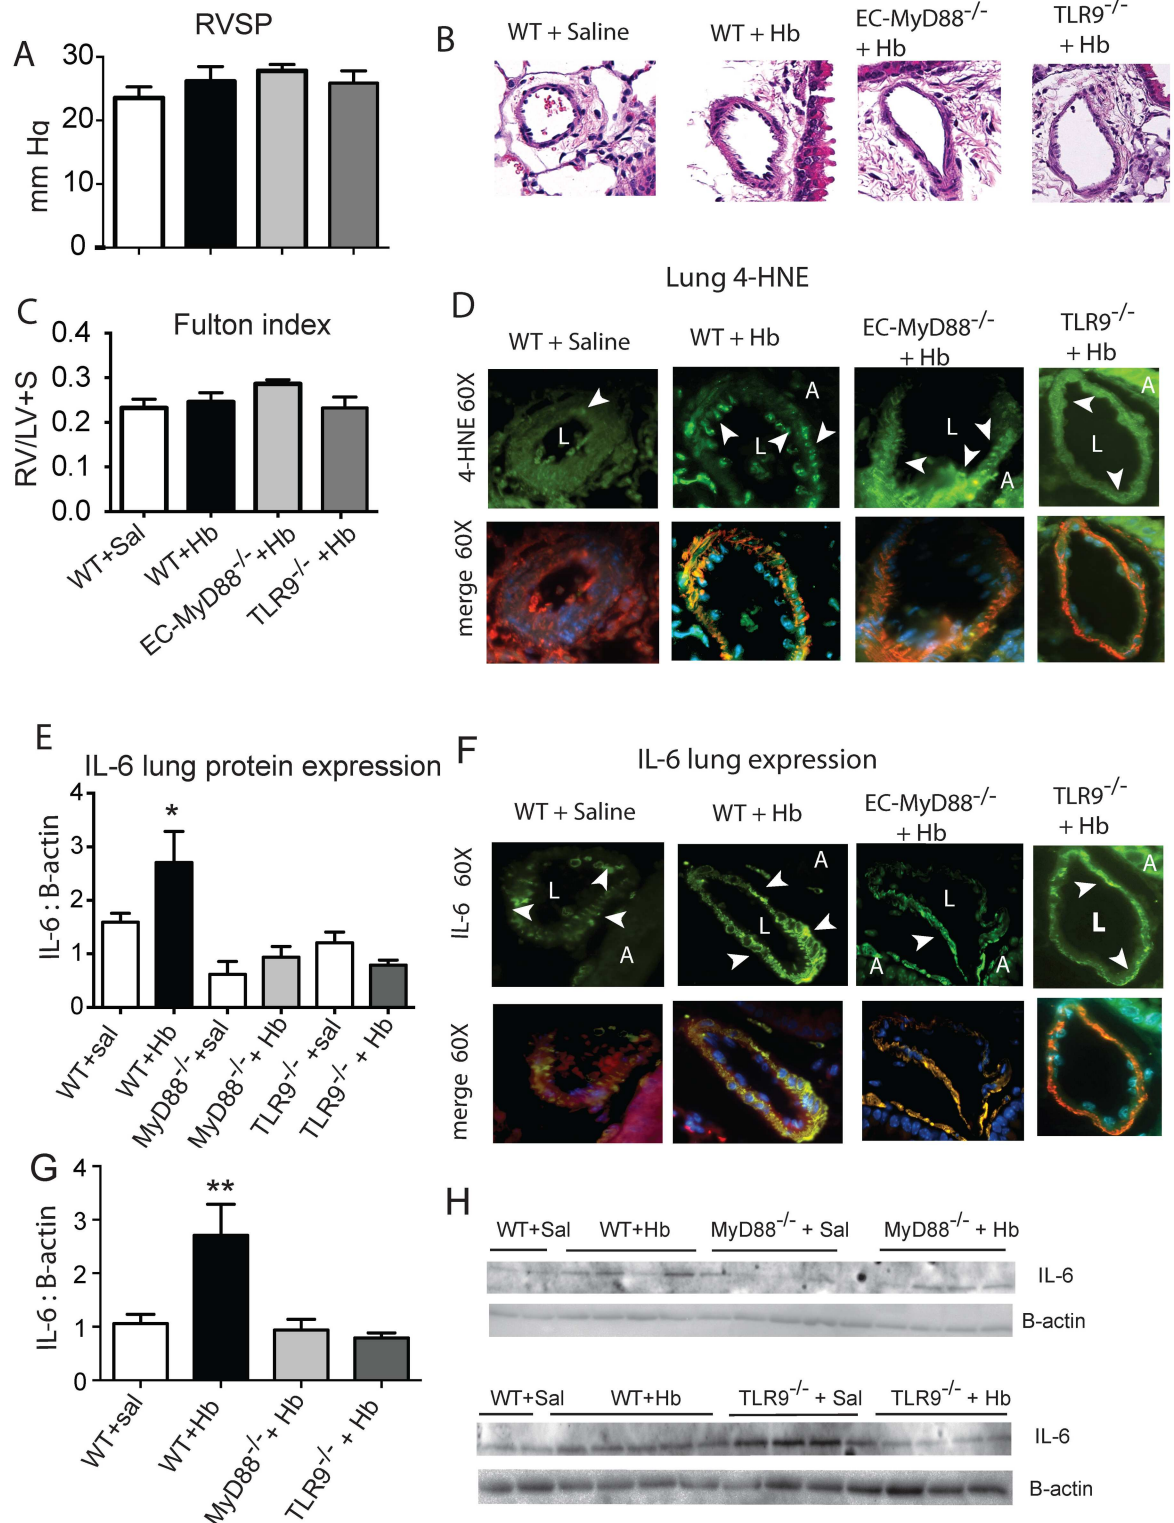 A
RVSP
mm Hg
30
20
10
0
B
WT + Saline
WT + Hb
EC-MyD88-/-
+ Hb
TLR9-/-
+ Hb
C
Fulton index
RV/LV+S
0.4
0.3
0.2
0.1
0.0
WT+Sal
WT+Hb
EC-MyD88-/- +Hb
TLR9-/- +Hb
Lung 4-HNE
D
WT + Saline
WT + Hb
EC-MyD88-/-
+ Hb
TLR9-/-
+ Hb
4-HNE 60X
L
L
A
L
A
L
A
merge 60X
E
IL-6 lung protein expression
IL-6 : B-actin
4
3
2
1
0
*
WT+sal
WT+Hb
MyD88-/-+sal
MyD88-/-+ Hb
TLR9-/-+sal
TLR9-/- + Hb
F
IL-6 lung expression
WT + Saline
WT + Hb
EC-MyD88-/-
+ Hb
TLR9-/-
+ Hb
IL-6 60X
L
A
L
A
L
A
A
L
A
merge 60X
G
IL-6 : B-actin
4
3
2
1
0
**
WT+sal
WT+Hb
MyD88-/-+ Hb
TLR9-/- + Hb
H
WT+Sal
WT+Hb
MyD88-/- + Sal
MyD88-/- + Hb
IL-6
B-actin
WT+Sal
WT+Hb
TLR9-/- + Sal
TLR9-/- + Hb
IL-6
B-actin